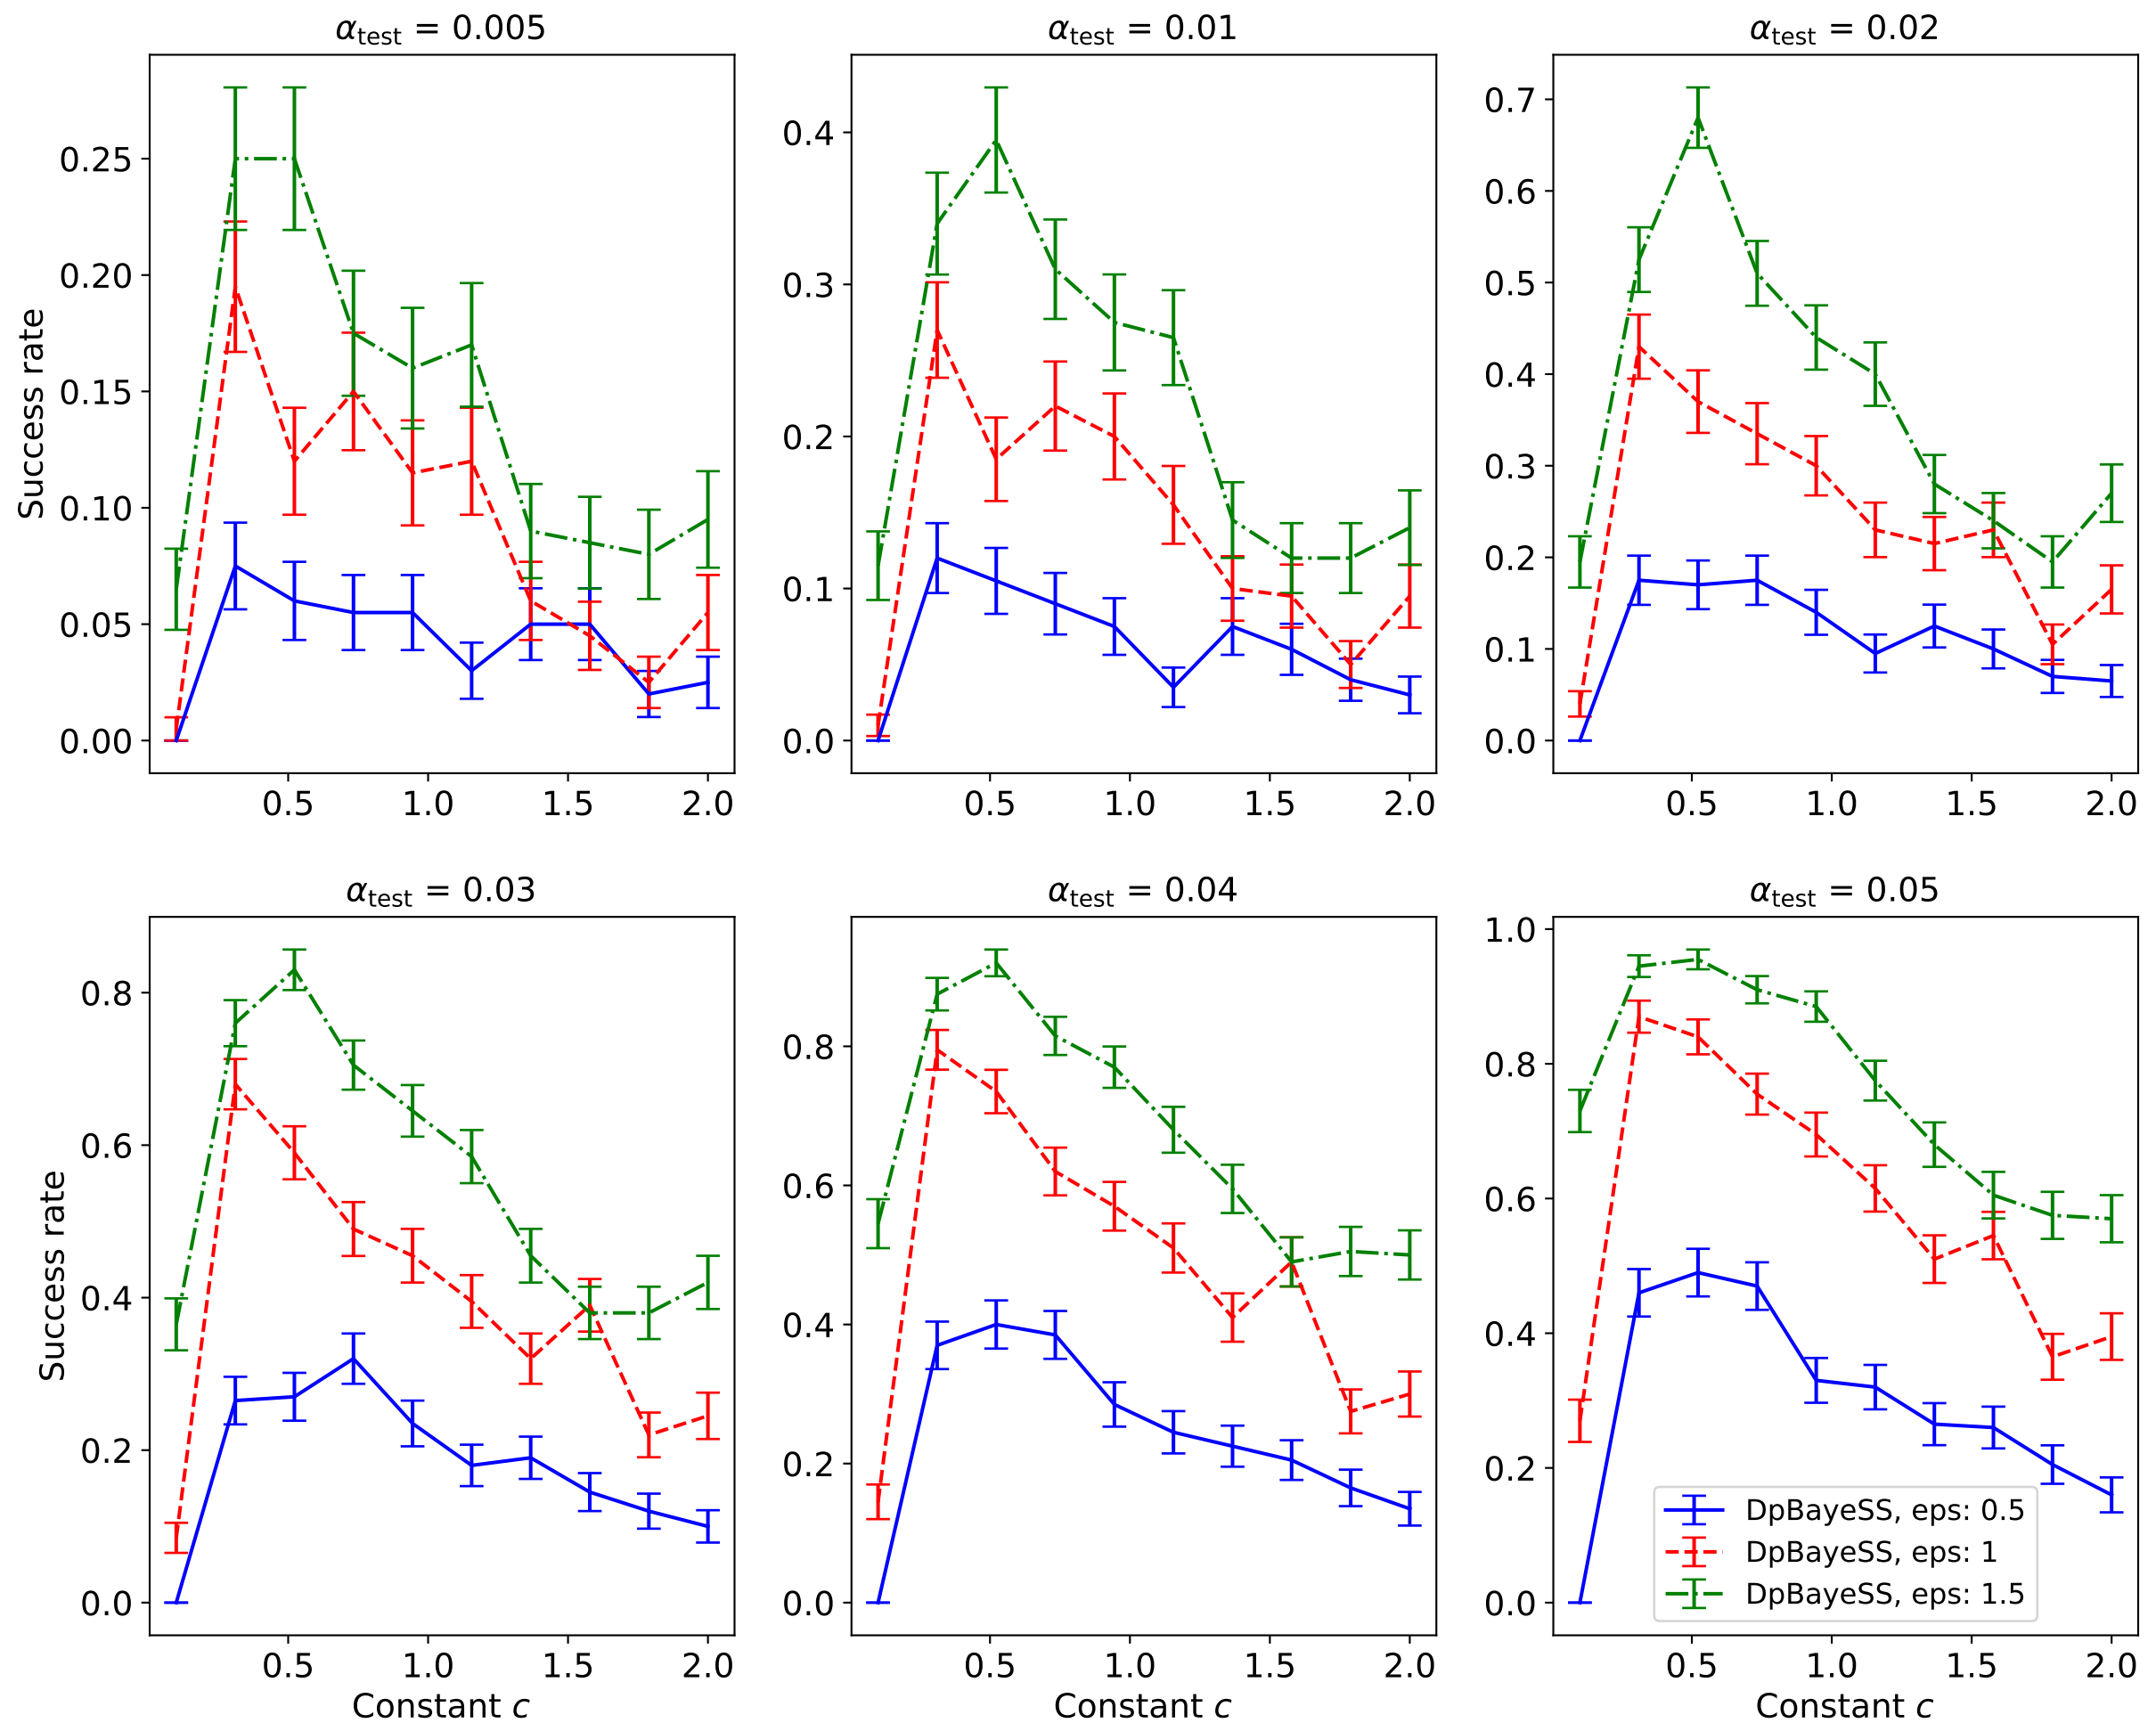 α_test = 0.005
α_test = 0.01
α_test = 0.02
Success rate
0.25
0.20
0.15
0.10
0.05
0.00
0.5 1.0 1.5 2.0
0.4
0.3
0.2
0.1
0.0
0.5 1.0 1.5 2.0
0.7
0.6
0.5
0.4
0.3
0.2
0.1
0.0
0.5 1.0 1.5 2.0
α_test = 0.03
α_test = 0.04
α_test = 0.05
Success rate
0.8
0.6
0.4
0.2
0.0
0.5 1.0 1.5 2.0
Constant c
0.8
0.6
0.4
0.2
0.0
0.5 1.0 1.5 2.0
Constant c
1.0
0.8
0.6
0.4
0.2
0.0
DpBayeSS, eps: 0.5
DpBayeSS, eps: 1
DpBayeSS, eps: 1.5
0.5 1.0 1.5 2.0
Constant c